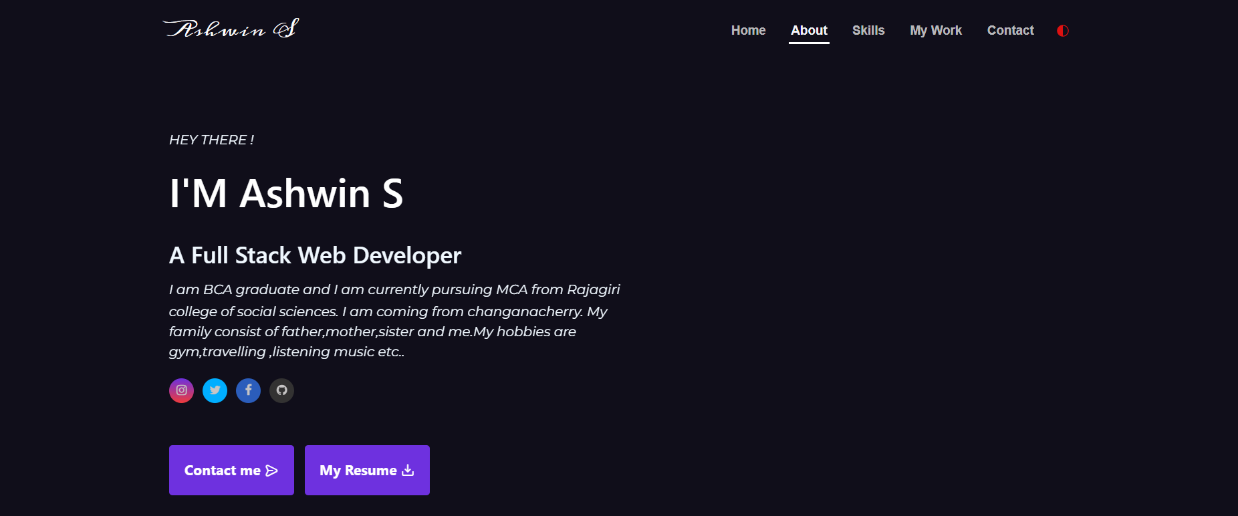 Ashwin S
Home About Skills My Work Contact
HEY THERE !
I'M Ashwin S
A Full Stack Web Developer
I am BCA graduate and I am currently pursuing MCA from Rajagiri
college of social sciences. I am coming from changanacherry. My
family consist of father,mother,sister and me.My hobbies are
gym,travelling ,listening music etc..
Contact me My Resume